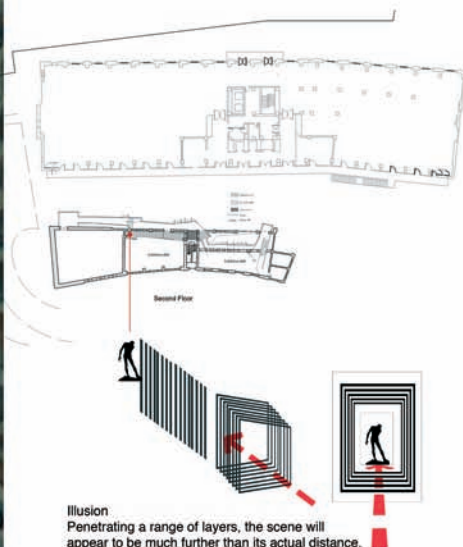 Second Floor
Illusion
Penetrating a range of layers, the scene will
appear to be much further than its actual distance.